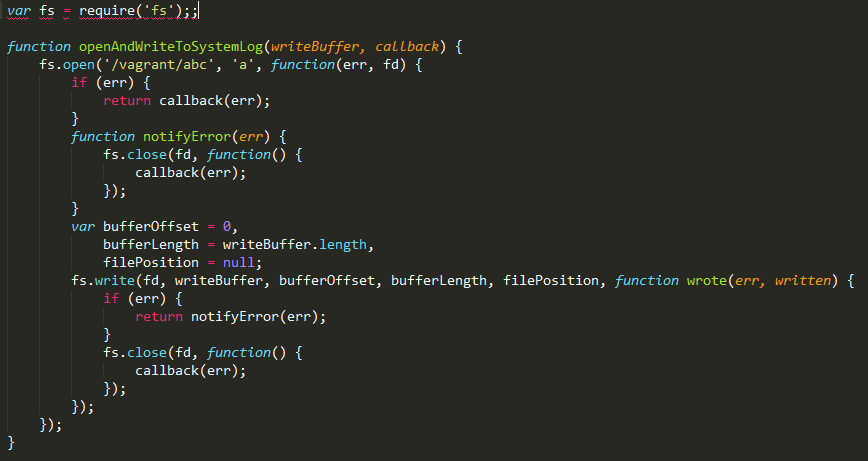 var fs = require('fs');;
function openAndWriteToSystemLog(writeBuffer, callback) {
fs.open('/vagrant/abc', 'a', function(err, fd) {
if (err) {
return callback(err);
}
function notifyError(err) {
fs.close(fd, function() {
callback(err);
});
}
var bufferOffset = 0,
bufferLength = writeBuffer.length,
filePosition = null;
fs.write(fd, writeBuffer, bufferOffset, bufferLength, filePosition, function wrote(err, written) {
if (err) {
return notifyError(err);
}
fs.close(fd, function() {
callback(err);
});
});
});
}